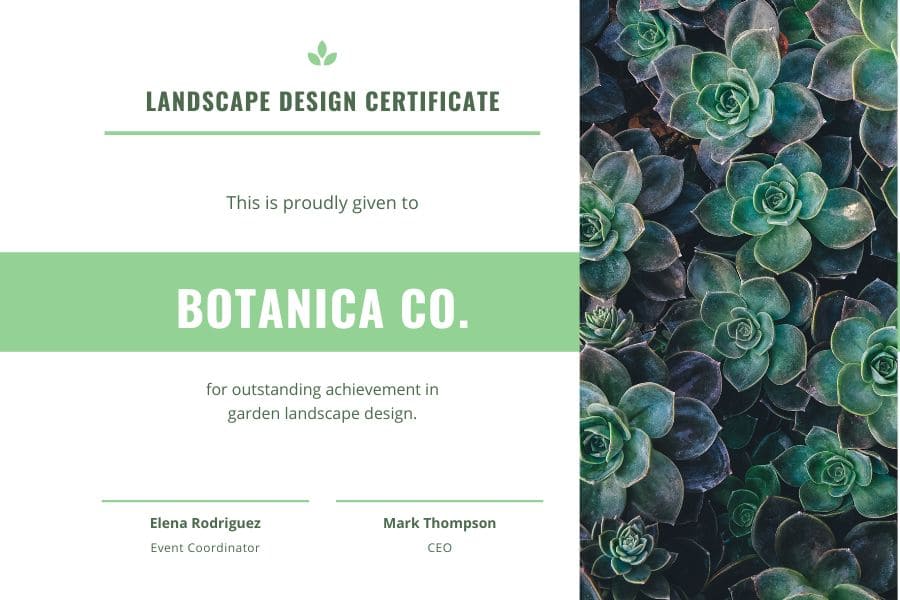 LANDSCAPE DESIGN CERTIFICATE
This is proudly given to
BOTANICA CO.
for outstanding achievement in
garden landscape design.
Elena Rodriguez
Event Coordinator
Mark Thompson
CEO